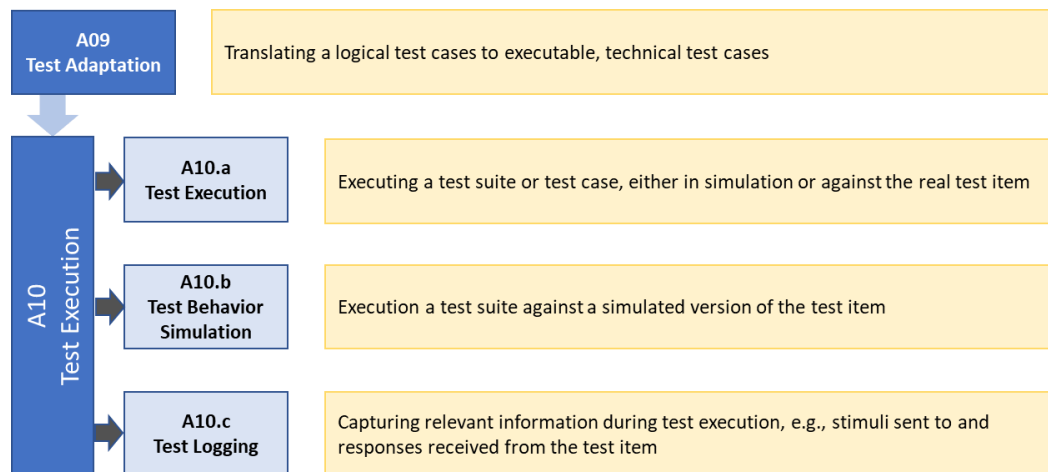 A09
Test Adaptation
Translating a logical test cases to executable, technical test cases
A10
Test Execution
A10.a
Test Execution
Executing a test suite or test case, either in simulation or against the real test item
A10.b
Test Behavior
Simulation
Execution a test suite against a simulated version of the test item
A10.c
Test Logging
Capturing relevant information during test execution, e.g., stimuli sent to and
responses received from the test item